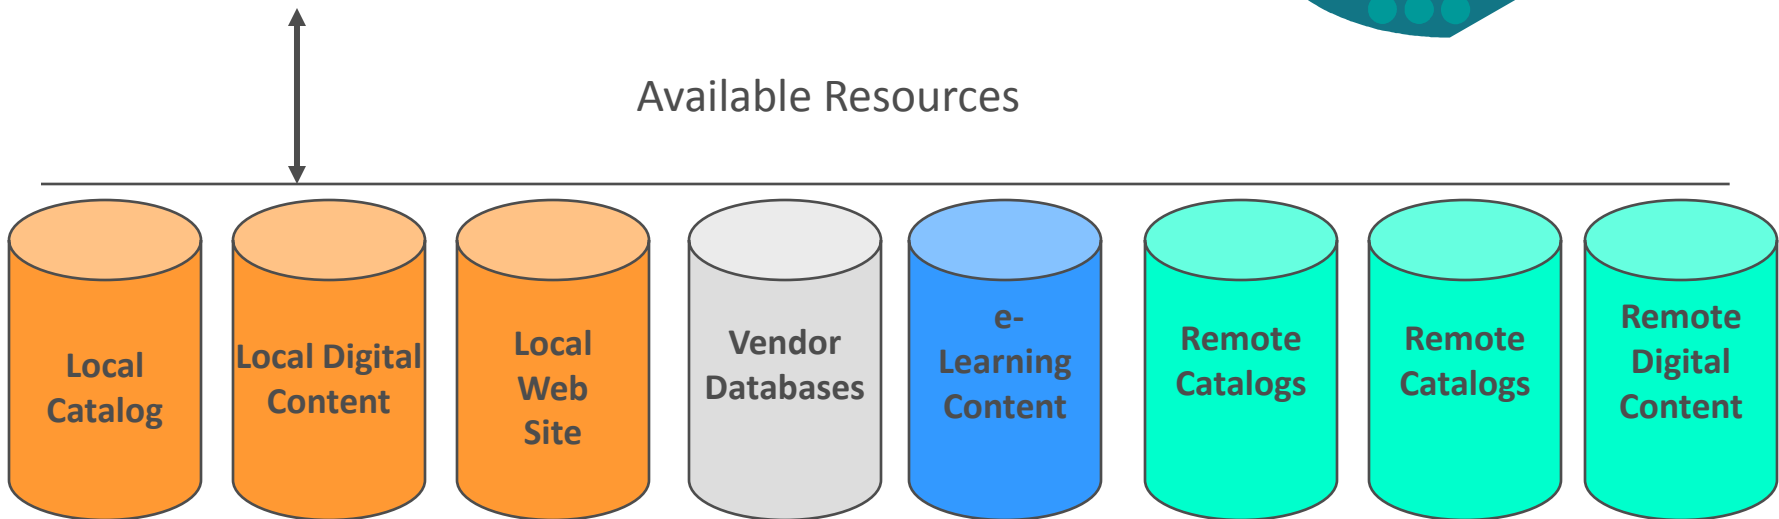 Available Resources
Local
Catalog
Local Digital
Content
Local
Web
Site
Vendor
Databases
e-
Learning
Content
Remote
Catalogs
Remote
Catalogs
Remote
Digital
Content